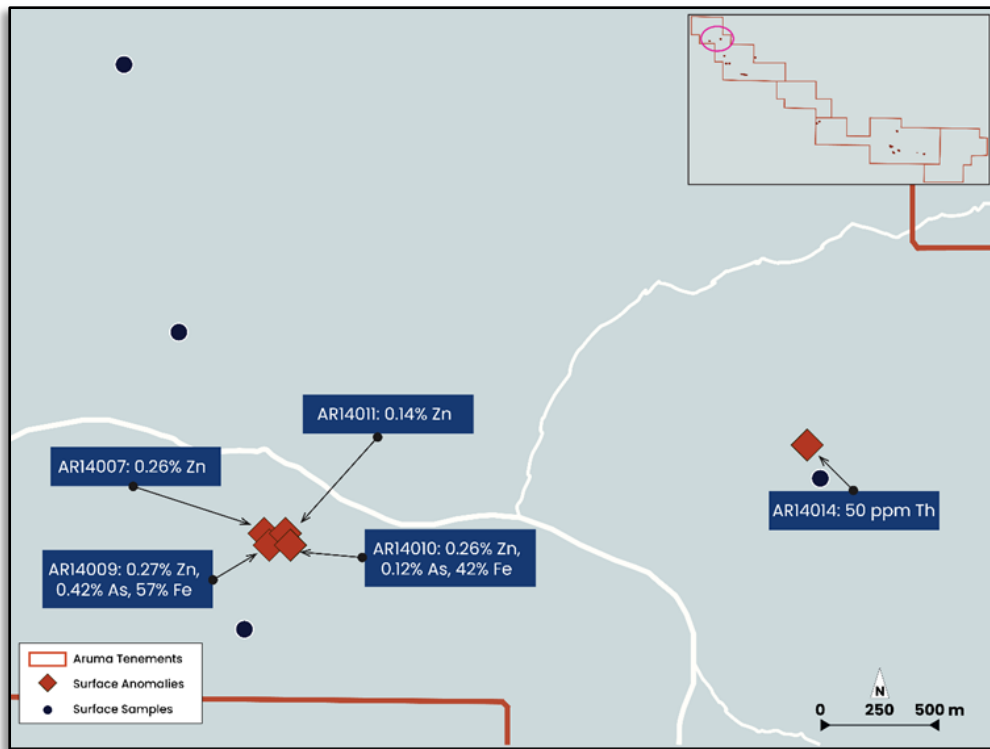 AR14011: 0.14% Zn
AR14007: 0.26% Zn
AR14014: 50 ppm Th
AR14009: 0.27% Zn,
0.42% As, 57% Fe
AR14010: 0.26% Zn,
0.12% As, 42% Fe
Aruma Tenements
Surface Anomalies
Surface Samples
N
0 250 500 m